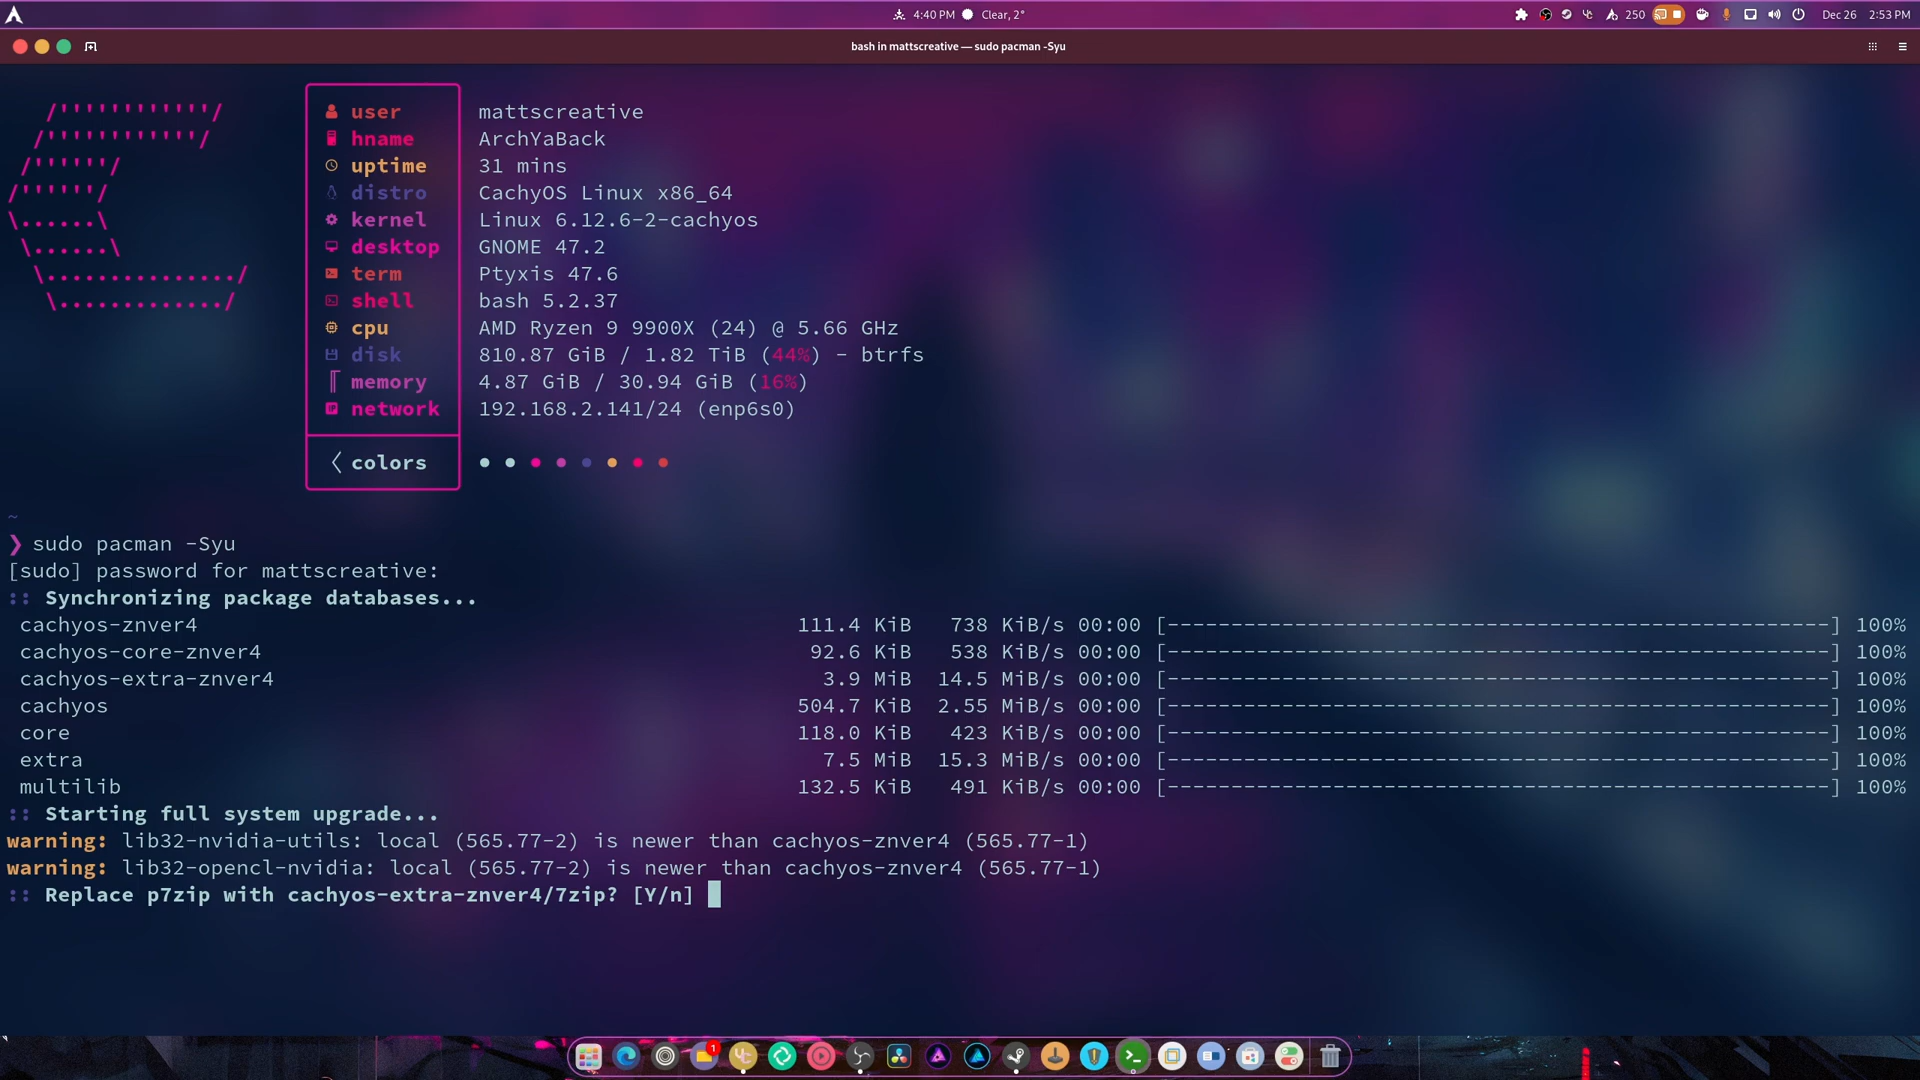 4:40 PM Clear, 2°
250
Dec 26 2:53 PM
bash in mattscreative — sudo pacman -Syu
/'''''''''''/
/''''''''''''/
/''''''/
/''''''/
\......\
\......\
\.............../
\............./
user mattscreative
hname ArchYaBack
uptime 31 mins
distro CachyOS Linux x86_64
kernel Linux 6.12.6-2-cachyos
desktop GNOME 47.2
term Ptyxis 47.6
shell bash 5.2.37
cpu AMD Ryzen 9 9900X (24) @ 5.66 GHz
disk 810.87 GiB / 1.82 TiB (44%) - btrfs
memory 4.87 GiB / 30.94 GiB (16%)
network 192.168.2.141/24 (enp6s0)
colors
~
❯ sudo pacman -Syu
[sudo] password for mattscreative:
:: Synchronizing package databases...
cachyos-znver4 111.4 KiB 738 KiB/s 00:00 [----------------------------------------------------] 100%
cachyos-core-znver4 92.6 KiB 538 KiB/s 00:00 [----------------------------------------------------] 100%
cachyos-extra-znver4 3.9 MiB 14.5 MiB/s 00:00 [----------------------------------------------------] 100%
cachyos 504.7 KiB 2.55 MiB/s 00:00 [----------------------------------------------------] 100%
core 118.0 KiB 423 KiB/s 00:00 [----------------------------------------------------] 100%
extra 7.5 MiB 15.3 MiB/s 00:00 [----------------------------------------------------] 100%
multilib 132.5 KiB 491 KiB/s 00:00 [----------------------------------------------------] 100%
:: Starting full system upgrade...
warning: lib32-nvidia-utils: local (565.77-2) is newer than cachyos-znver4 (565.77-1)
warning: lib32-opencl-nvidia: local (565.77-2) is newer than cachyos-znver4 (565.77-1)
:: Replace p7zip with cachyos-extra-znver4/7zip? [Y/n]
1